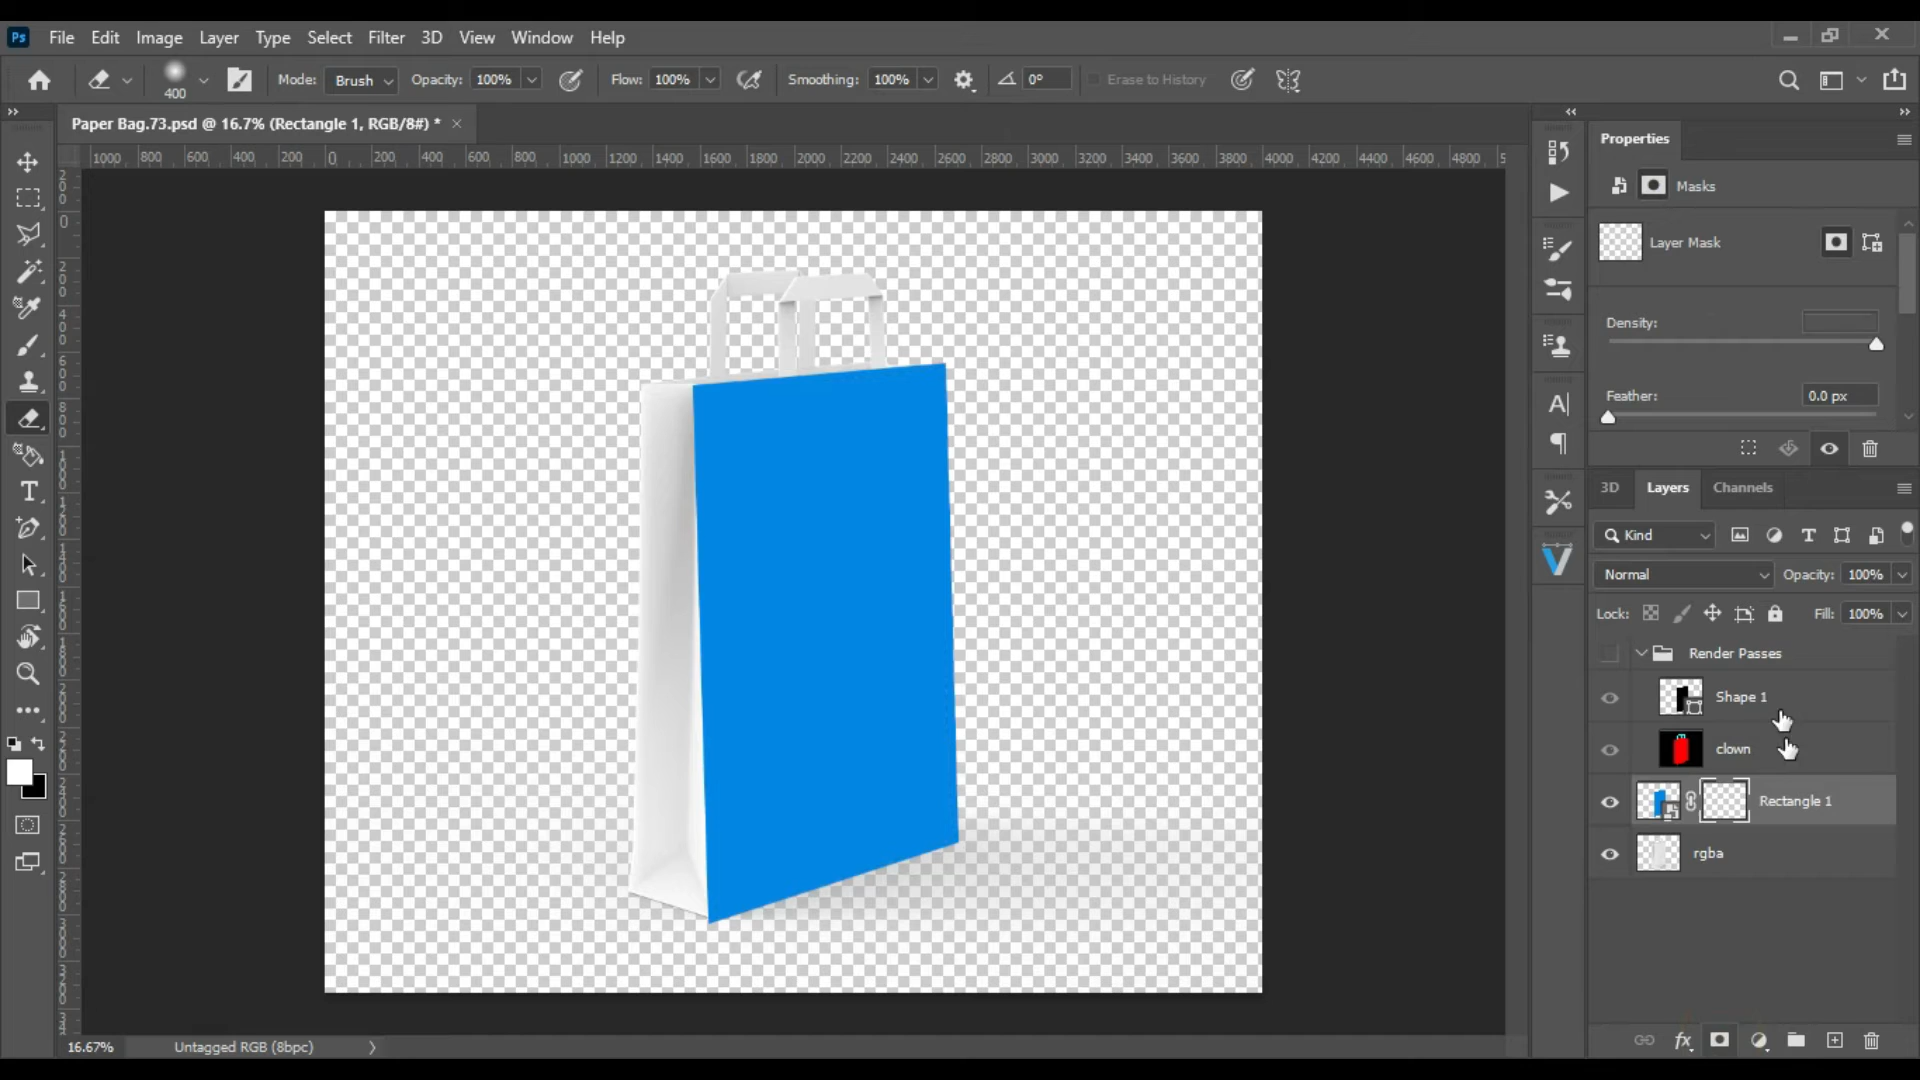 Ps File Edit Image Layer Type Select Filter 3D View Window Help
400 Mode: Brush Opacity: 100% Flow: 100% Smoothing: 100% 0° Erase to History
Paper Bag.73.psd @ 16.7% (Rectangle 1, RGB/8#) * ×
1000 800 600 400 200 0 200 400 600 800 1000 1200 1400 1600 1800 2000 2200 2400 2600 2800 3000 3200 3400 3600 3800 4000 4200 4400 4600 4800 5
Properties
Masks
Layer Mask
Density:
Feather: 0.0 px
3D Layers Channels
Kind
Normal Opacity: 100%
Lock: Fill: 100%
Render Passes
Shape 1
clown
Rectangle 1
rgba
fx
16.67% Untagged RGB (8bpc)